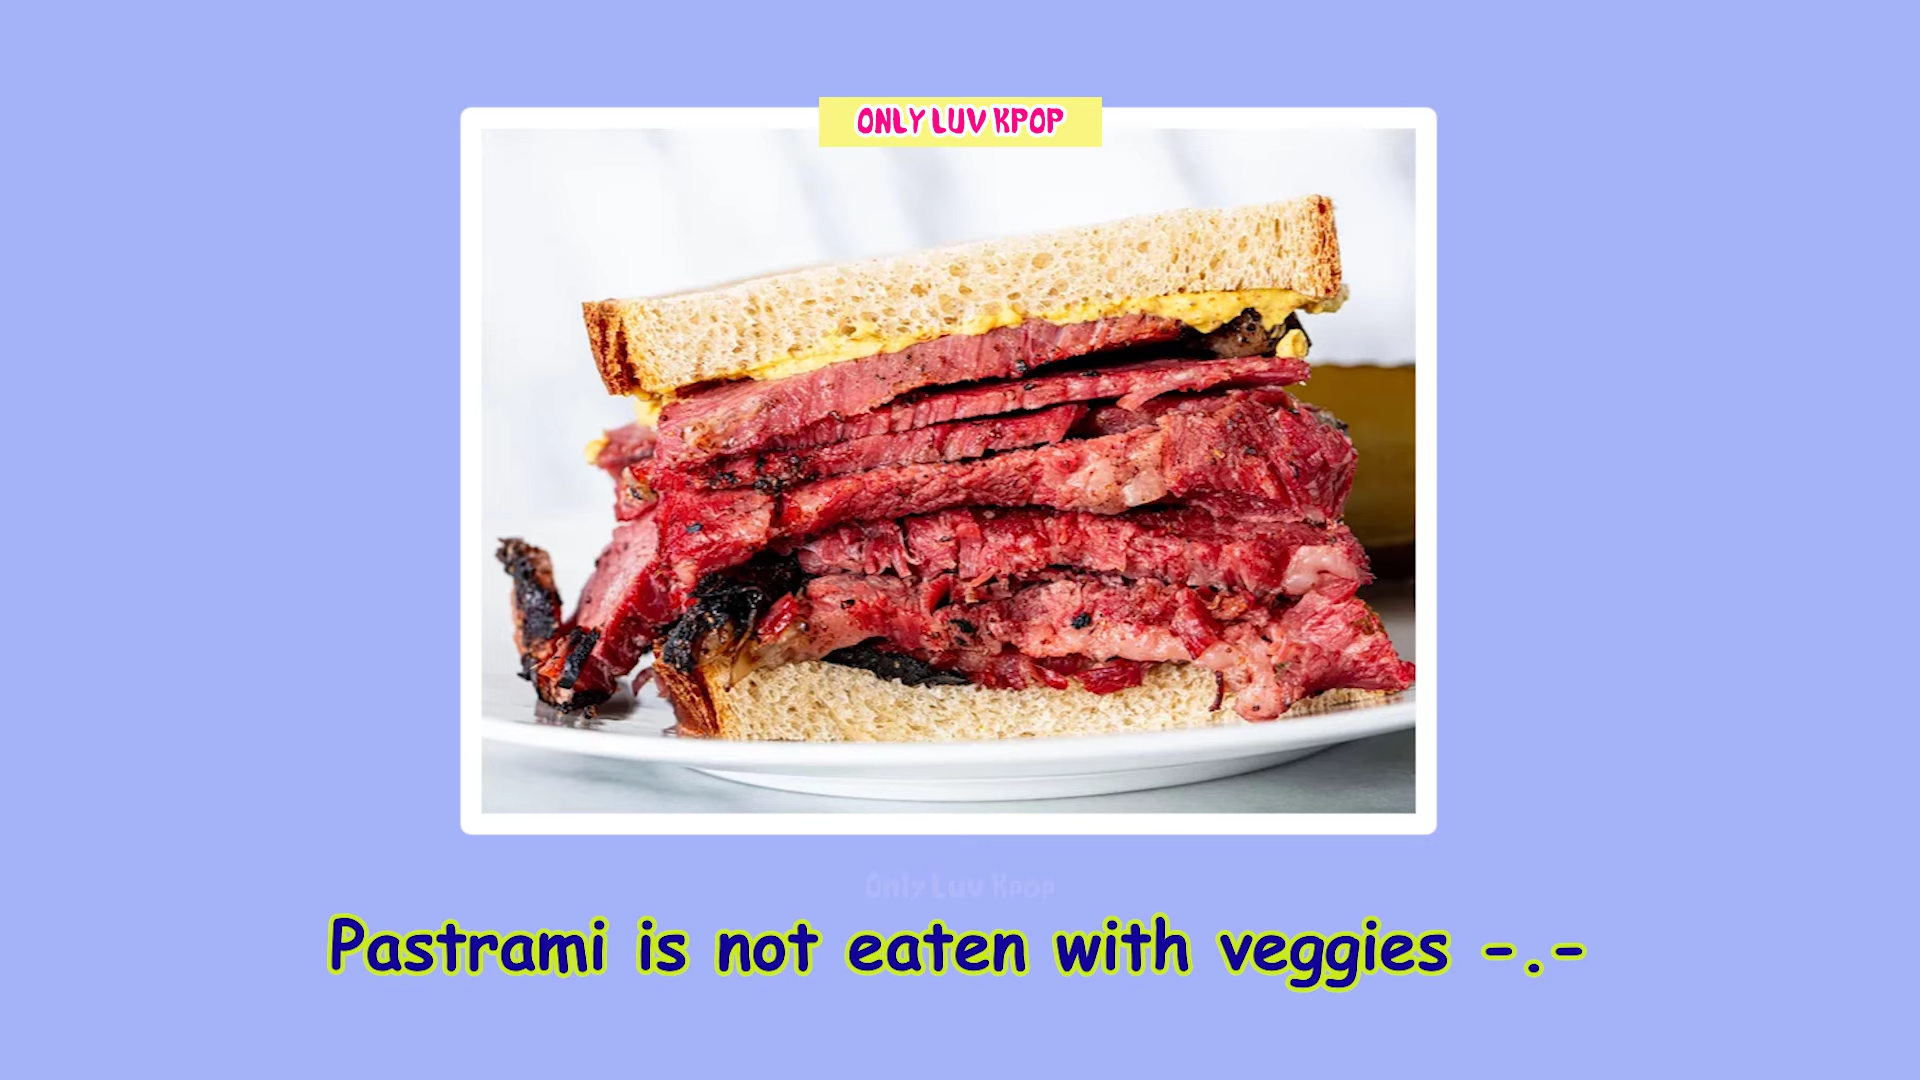 ONLY LUV KPOP
Only Luv Kpop
Pastrami is not eaten with veggies -.-